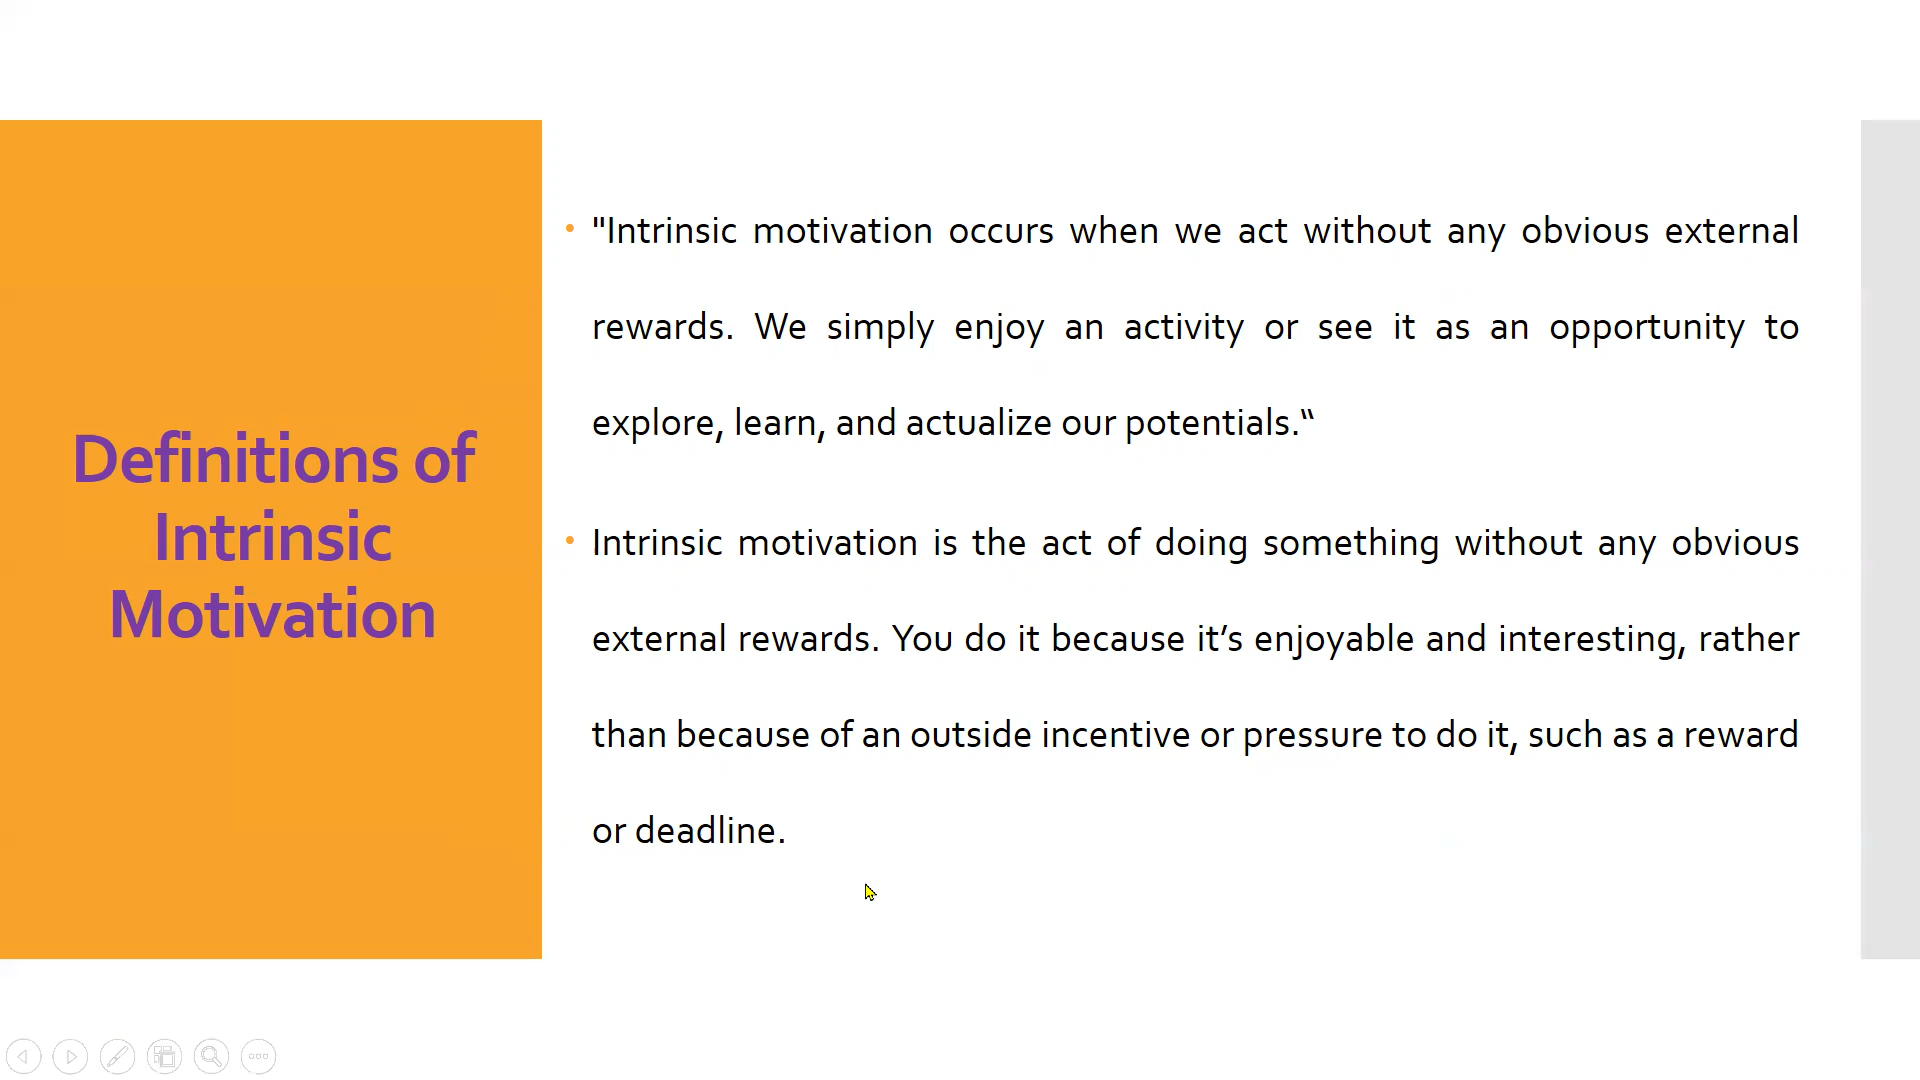 Definitions of
Intrinsic
Motivation
• "Intrinsic motivation occurs when we act without any obvious external
rewards. We simply enjoy an activity or see it as an opportunity to
explore, learn, and actualize our potentials.“
• Intrinsic motivation is the act of doing something without any obvious
external rewards. You do it because it’s enjoyable and interesting, rather
than because of an outside incentive or pressure to do it, such as a reward
or deadline.